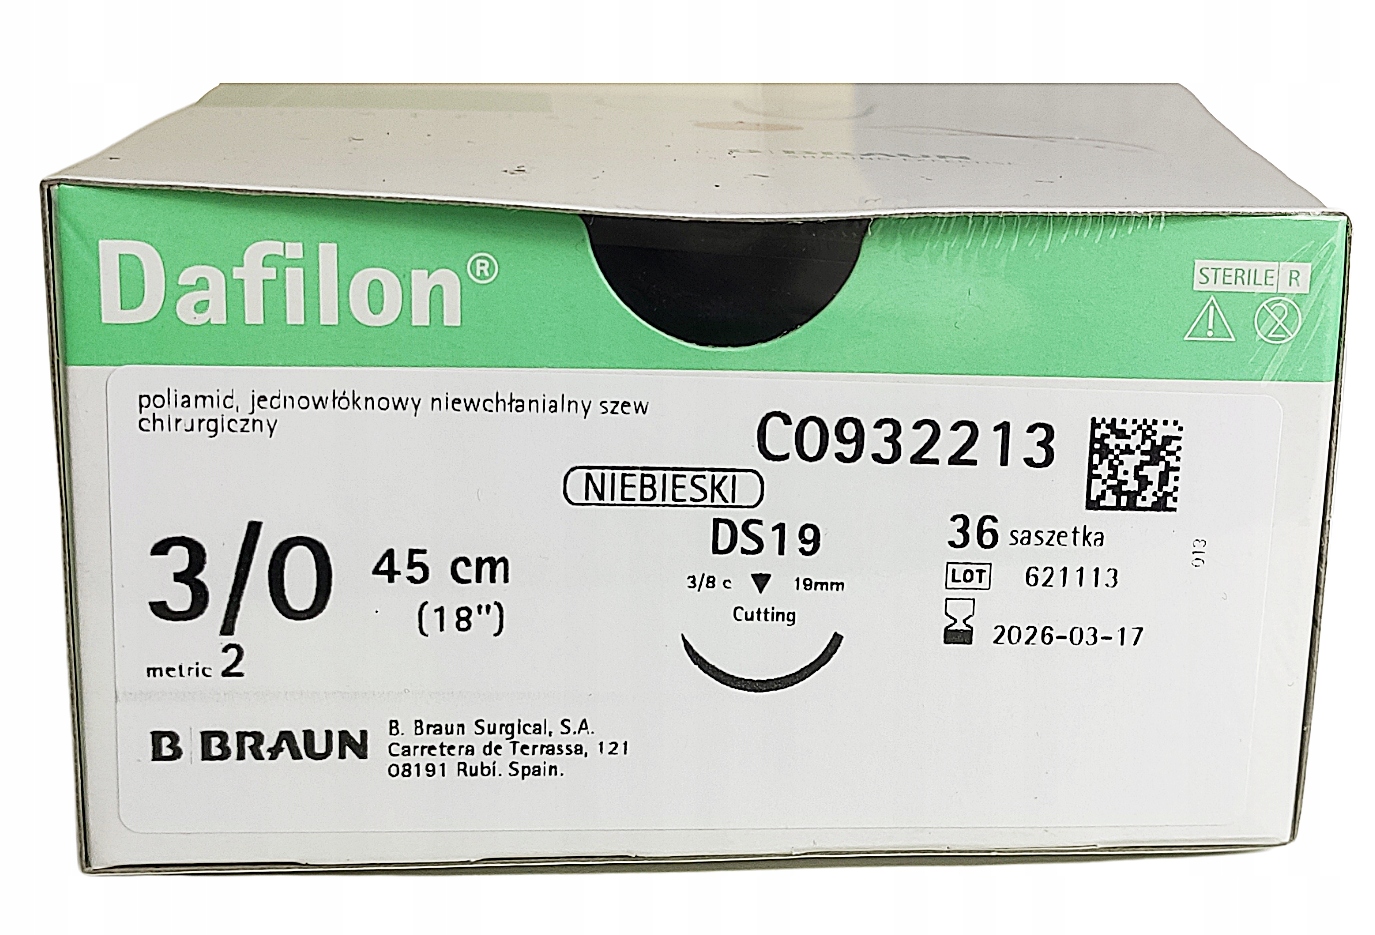 Dafilon®
STERILE R
2
poliamid, jednowłóknowy niewchłanialny szew
chirurgiczny
C0932213
NIEBIESKI
DS19
3/8 c 19mm
Cutting
36 saszetka
LOT 621113
2026-03-17
013
3/0 45 cm
(18")
metric 2
B BRAUN
B. Braun Surgical, S.A.
Carretera de Terrassa, 121
08191 Rubí. Spain.